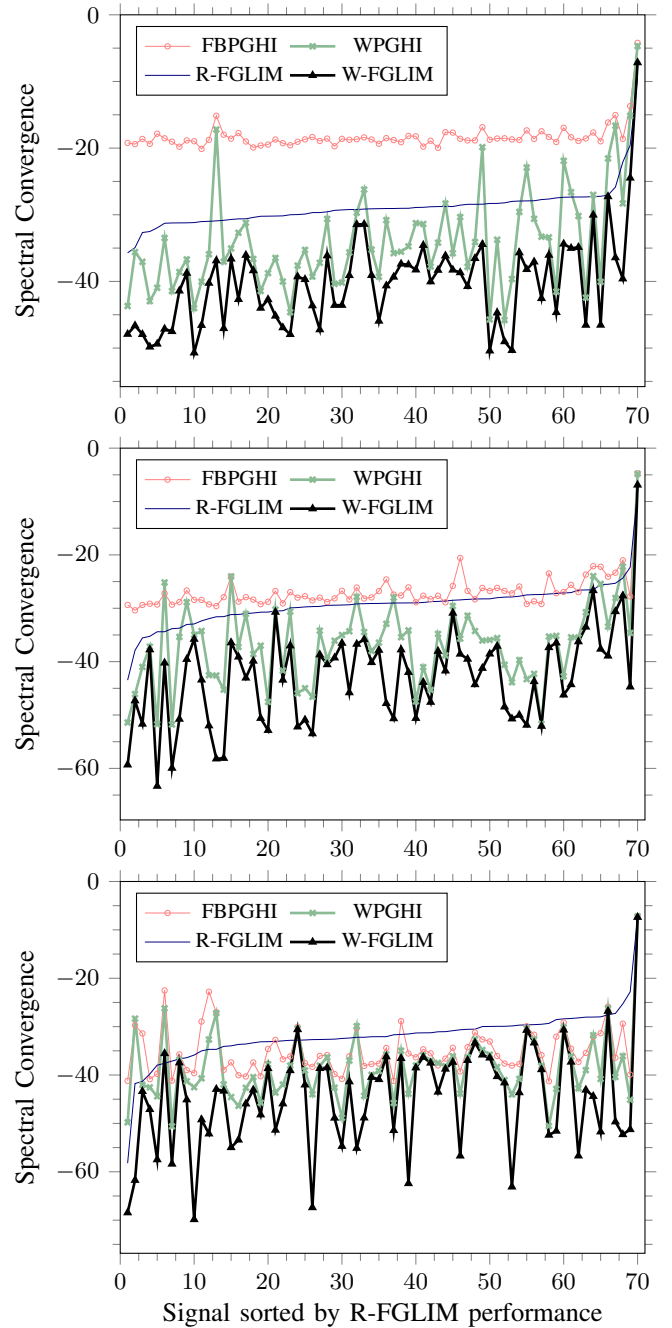 0
FBPGHI WPGHI
R-FGLIM W-FGLIM
−20
−40
Spectral Convergence
0 10 20 30 40 50 60 70
0
FBPGHI WPGHI
R-FGLIM W-FGLIM
−20
−40
−60
Spectral Convergence
0 10 20 30 40 50 60 70
0
FBPGHI WPGHI
R-FGLIM W-FGLIM
−20
−40
−60
Spectral Convergence
0 10 20 30 40 50 60 70
Signal sorted by R-FGLIM performance